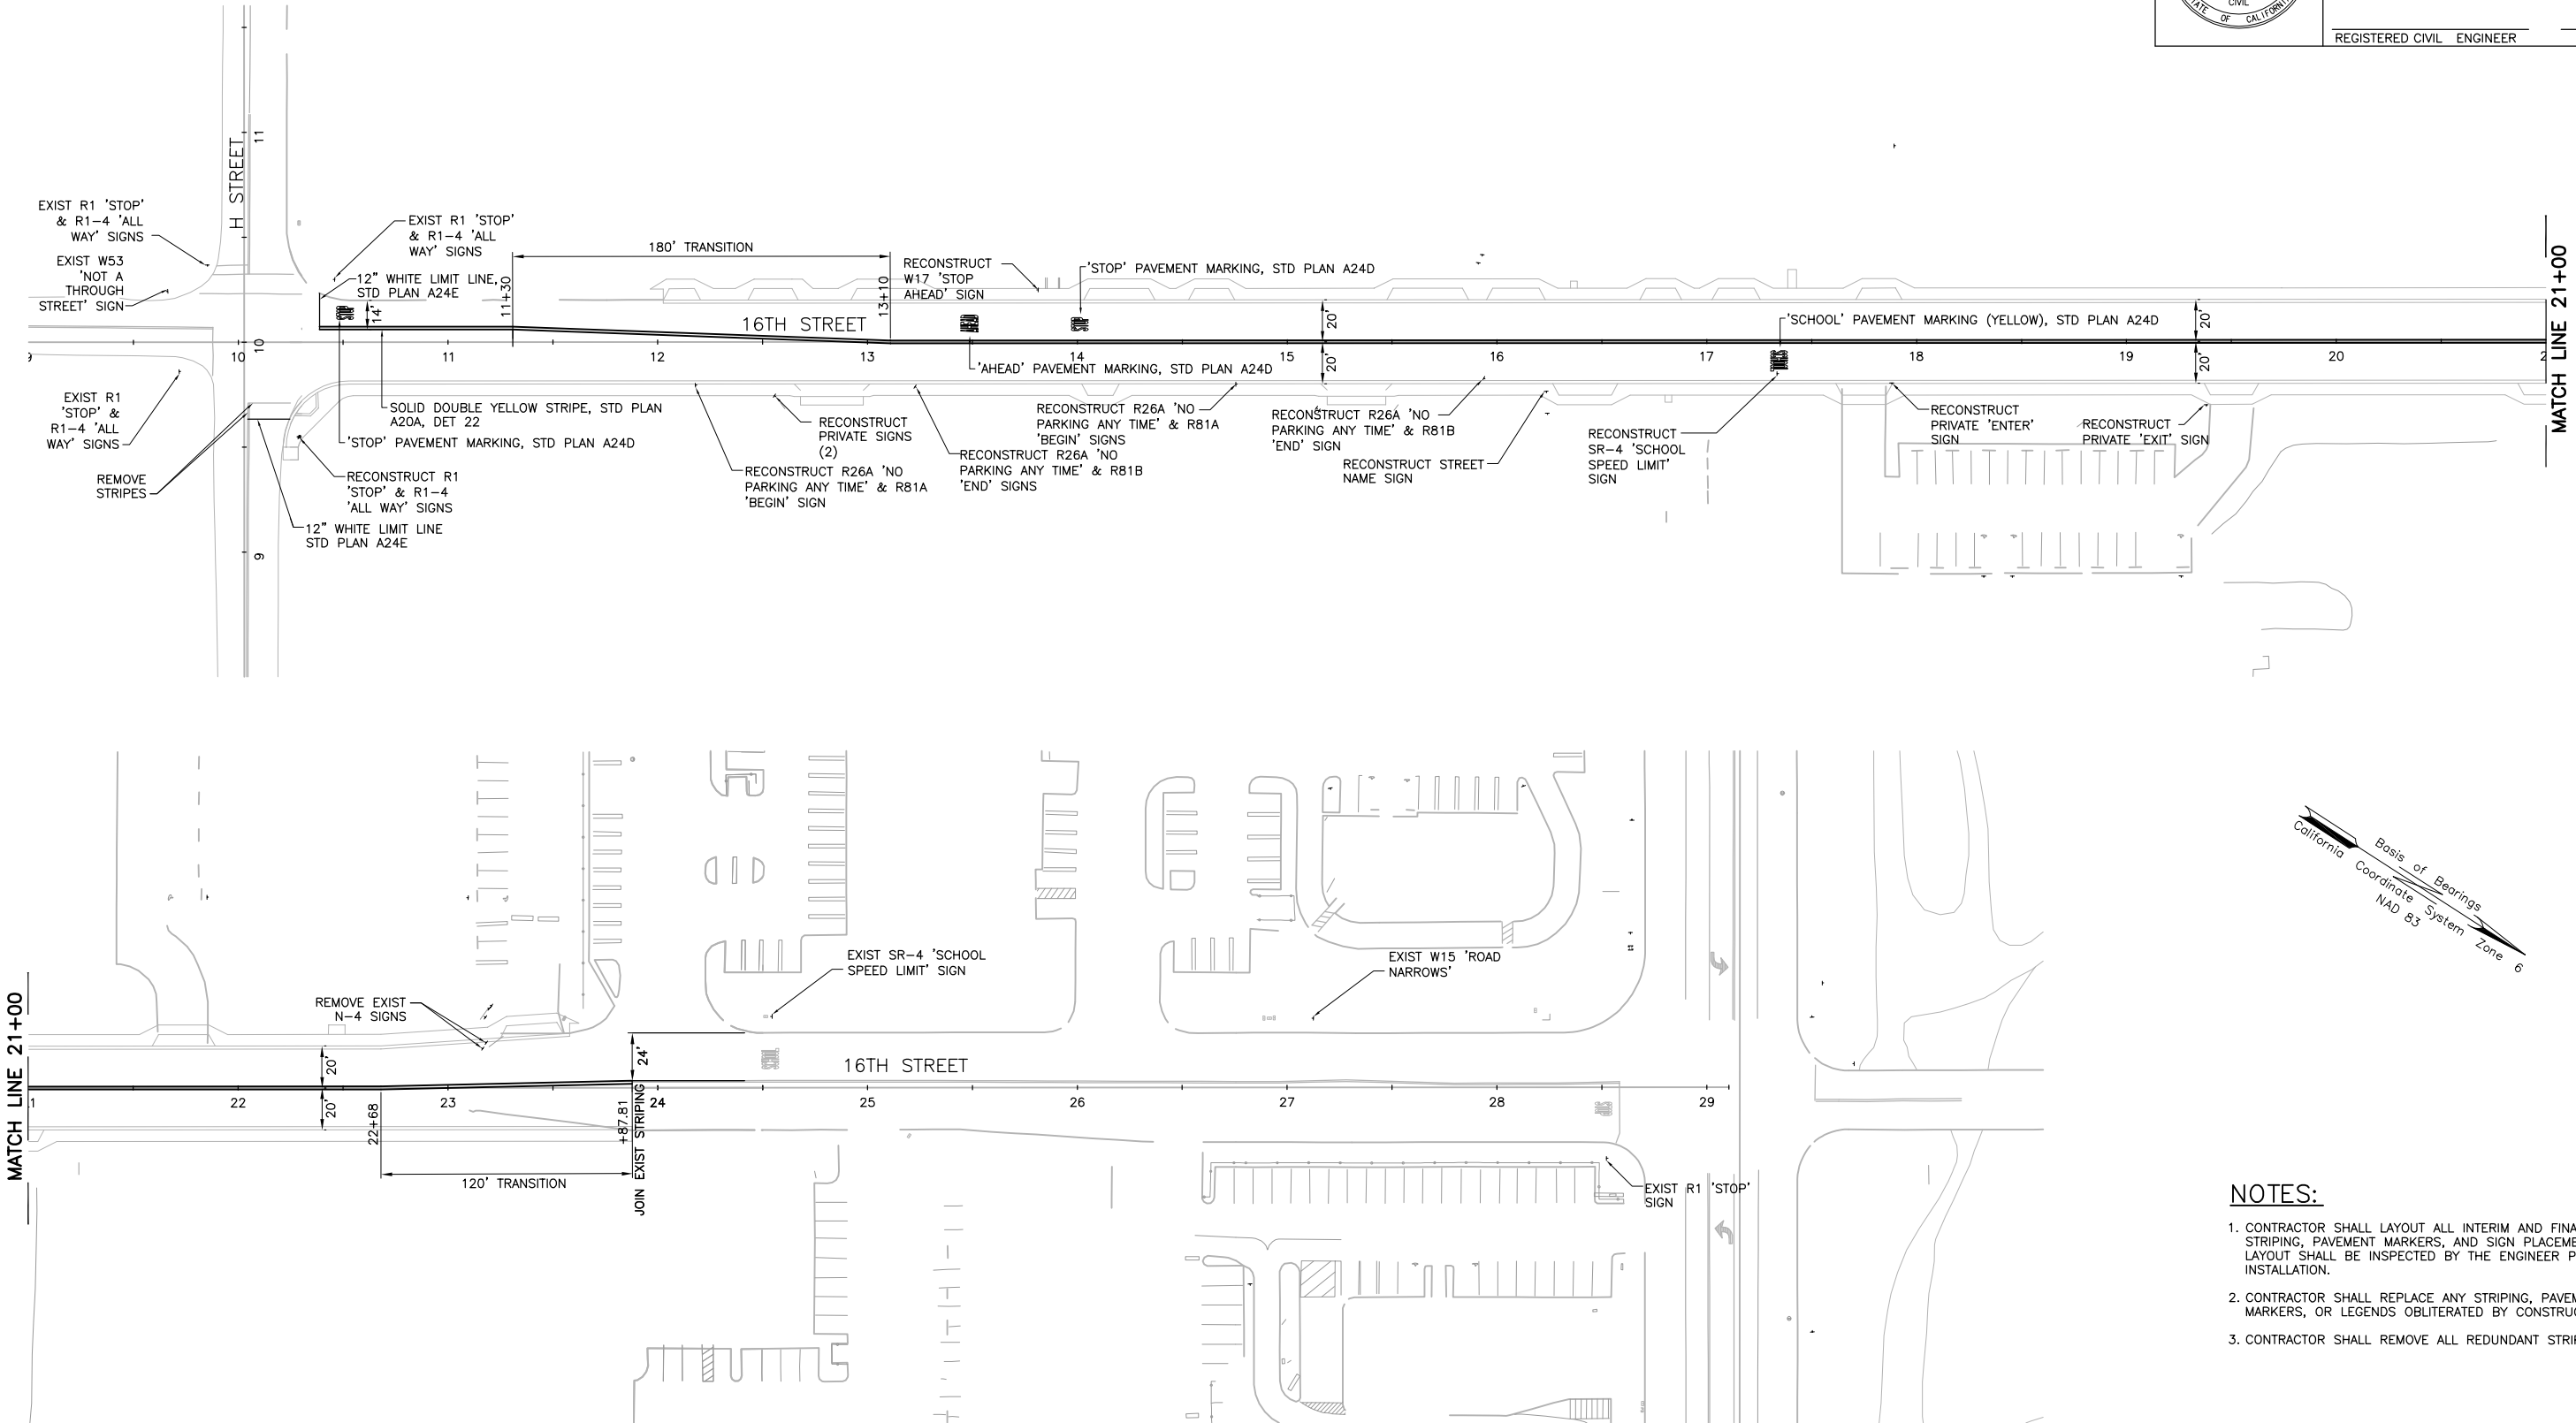 CIVIL
STATE OF CALIFORNIA
REGISTERED CIVIL ENGINEER
H STREET
11
10
9
EXIST R1 'STOP'
& R1-4 'ALL
WAY' SIGNS
EXIST W53
'NOT A
THROUGH
STREET' SIGN
EXIST R1 'STOP'
& R1-4 'ALL
WAY' SIGNS
12" WHITE LIMIT LINE,
STD PLAN A24E
14'
STOP
11+30
180' TRANSITION
13+10
16TH STREET
RECONSTRUCT
W17 'STOP
AHEAD' SIGN
'STOP' PAVEMENT MARKING, STD PLAN A24D
AHEAD
STOP
20'
20'
'SCHOOL' PAVEMENT MARKING (YELLOW), STD PLAN A24D
20'
20'
MATCH LINE 21+00
9
10
11
12
13
14
15
16
17
18
19
20
2
'AHEAD' PAVEMENT MARKING, STD PLAN A24D
EXIST R1
'STOP' &
R1-4 'ALL
WAY' SIGNS
REMOVE
STRIPES
SOLID DOUBLE YELLOW STRIPE, STD PLAN
A20A, DET 22
'STOP' PAVEMENT MARKING, STD PLAN A24D
RECONSTRUCT R1
'STOP' & R1-4
'ALL WAY' SIGNS
12" WHITE LIMIT LINE
STD PLAN A24E
RECONSTRUCT
PRIVATE SIGNS
(2)
RECONSTRUCT R26A 'NO
PARKING ANY TIME' & R81A
'BEGIN' SIGN
RECONSTRUCT R26A 'NO
PARKING ANY TIME' & R81B
'END' SIGNS
RECONSTRUCT R26A 'NO
PARKING ANY TIME' & R81A
'BEGIN' SIGNS
RECONSTRUCT R26A 'NO
PARKING ANY TIME' & R81B
'END' SIGN
RECONSTRUCT STREET
NAME SIGN
RECONSTRUCT
SR-4 'SCHOOL
SPEED LIMIT'
SIGN
RECONSTRUCT
PRIVATE 'ENTER'
SIGN
RECONSTRUCT
PRIVATE 'EXIT' SIGN
MATCH LINE 21+00
REMOVE EXIST
N-4 SIGNS
20'
20'
22+68
120' TRANSITION
24'
+87.81
JOIN EXIST STRIPING
EXIST SR-4 'SCHOOL
SPEED LIMIT' SIGN
16TH STREET
EXIST W15 'ROAD
NARROWS'
1
22
23
24
25
26
27
28
29
STOP
EXIST R1 'STOP'
SIGN
Basis of Bearings
California Coordinate System Zone 6
NAD 83
NOTES:
1. CONTRACTOR SHALL LAYOUT ALL INTERIM AND FINA
STRIPING, PAVEMENT MARKERS, AND SIGN PLACEME
LAYOUT SHALL BE INSPECTED BY THE ENGINEER P
INSTALLATION.
2. CONTRACTOR SHALL REPLACE ANY STRIPING, PAVEM
MARKERS, OR LEGENDS OBLITERATED BY CONSTRUC
3. CONTRACTOR SHALL REMOVE ALL REDUNDANT STRI